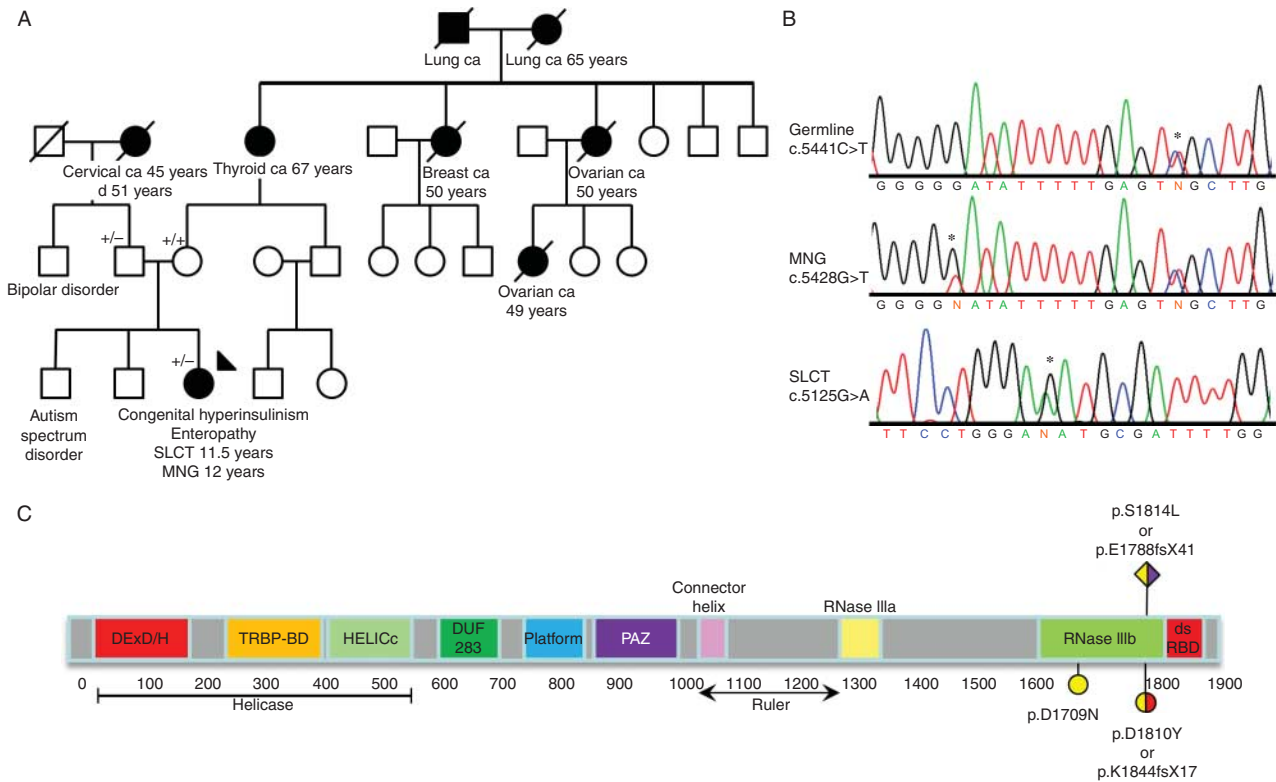 A
Lung ca
Lung ca 65 years
Cervical ca 45 years
d 51 years
Thyroid ca 67 years
Breast ca
50 years
Ovarian ca
50 years
+/–
+/+
Bipolar disorder
Ovarian ca
49 years
+/–
Autism
spectrum
disorder
Congenital hyperinsulinism
Enteropathy
SLCT 11.5 years
MNG 12 years
B
Germline
c.5441C>T
*
G G G G G A T A T T T T T G A G T N G C T T G
MNG
c.5428G>T
*
G G G G N A T A T T T T T G A G T N G C T T G
SLCT
c.5125G>A
*
T T C C T G G G A N A T G C G A T T T T G G
C
p.S1814L
or
p.E1788fsX41
Connector
helix
RNase IIIa
DExD/H
TRBP-BD
HELICc
DUF
283
Platform
PAZ
RNase IIIb
ds
RBD
0 100 200 300 400 500 600 700 800 900 1000 1100 1200 1300 1400 1500 1600 1700 1800 1900
Helicase
Ruler
p.D1709N
p.D1810Y
or
p.K1844fsX17